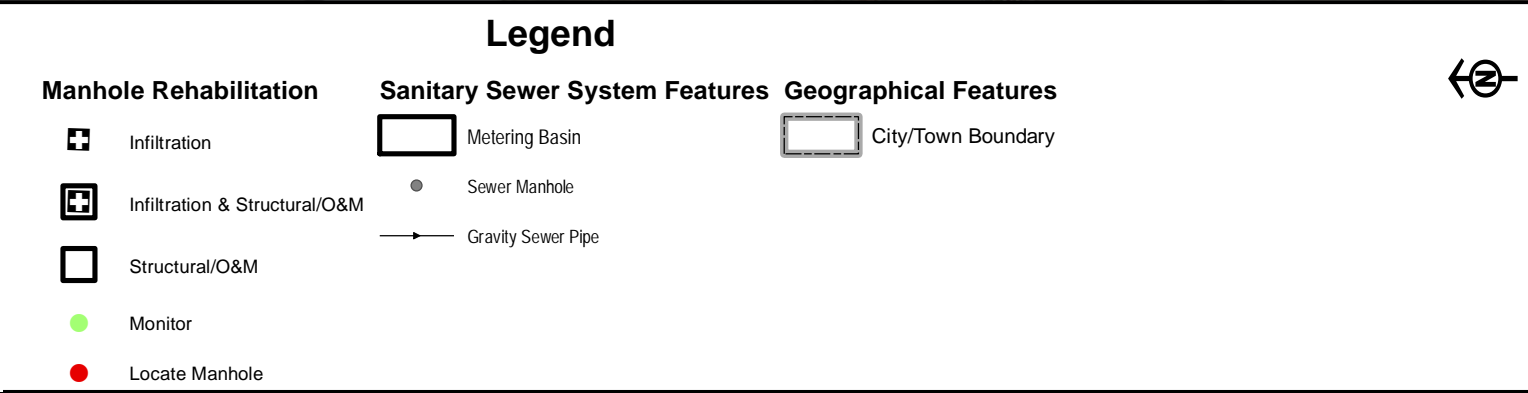 Legend
Manhole Rehabilitation
Infiltration
Infiltration & Structural/O&M
Structural/O&M
Monitor
Locate Manhole
Sanitary Sewer System Features
Metering Basin
Sewer Manhole
Gravity Sewer Pipe
Geographical Features
City/Town Boundary
N